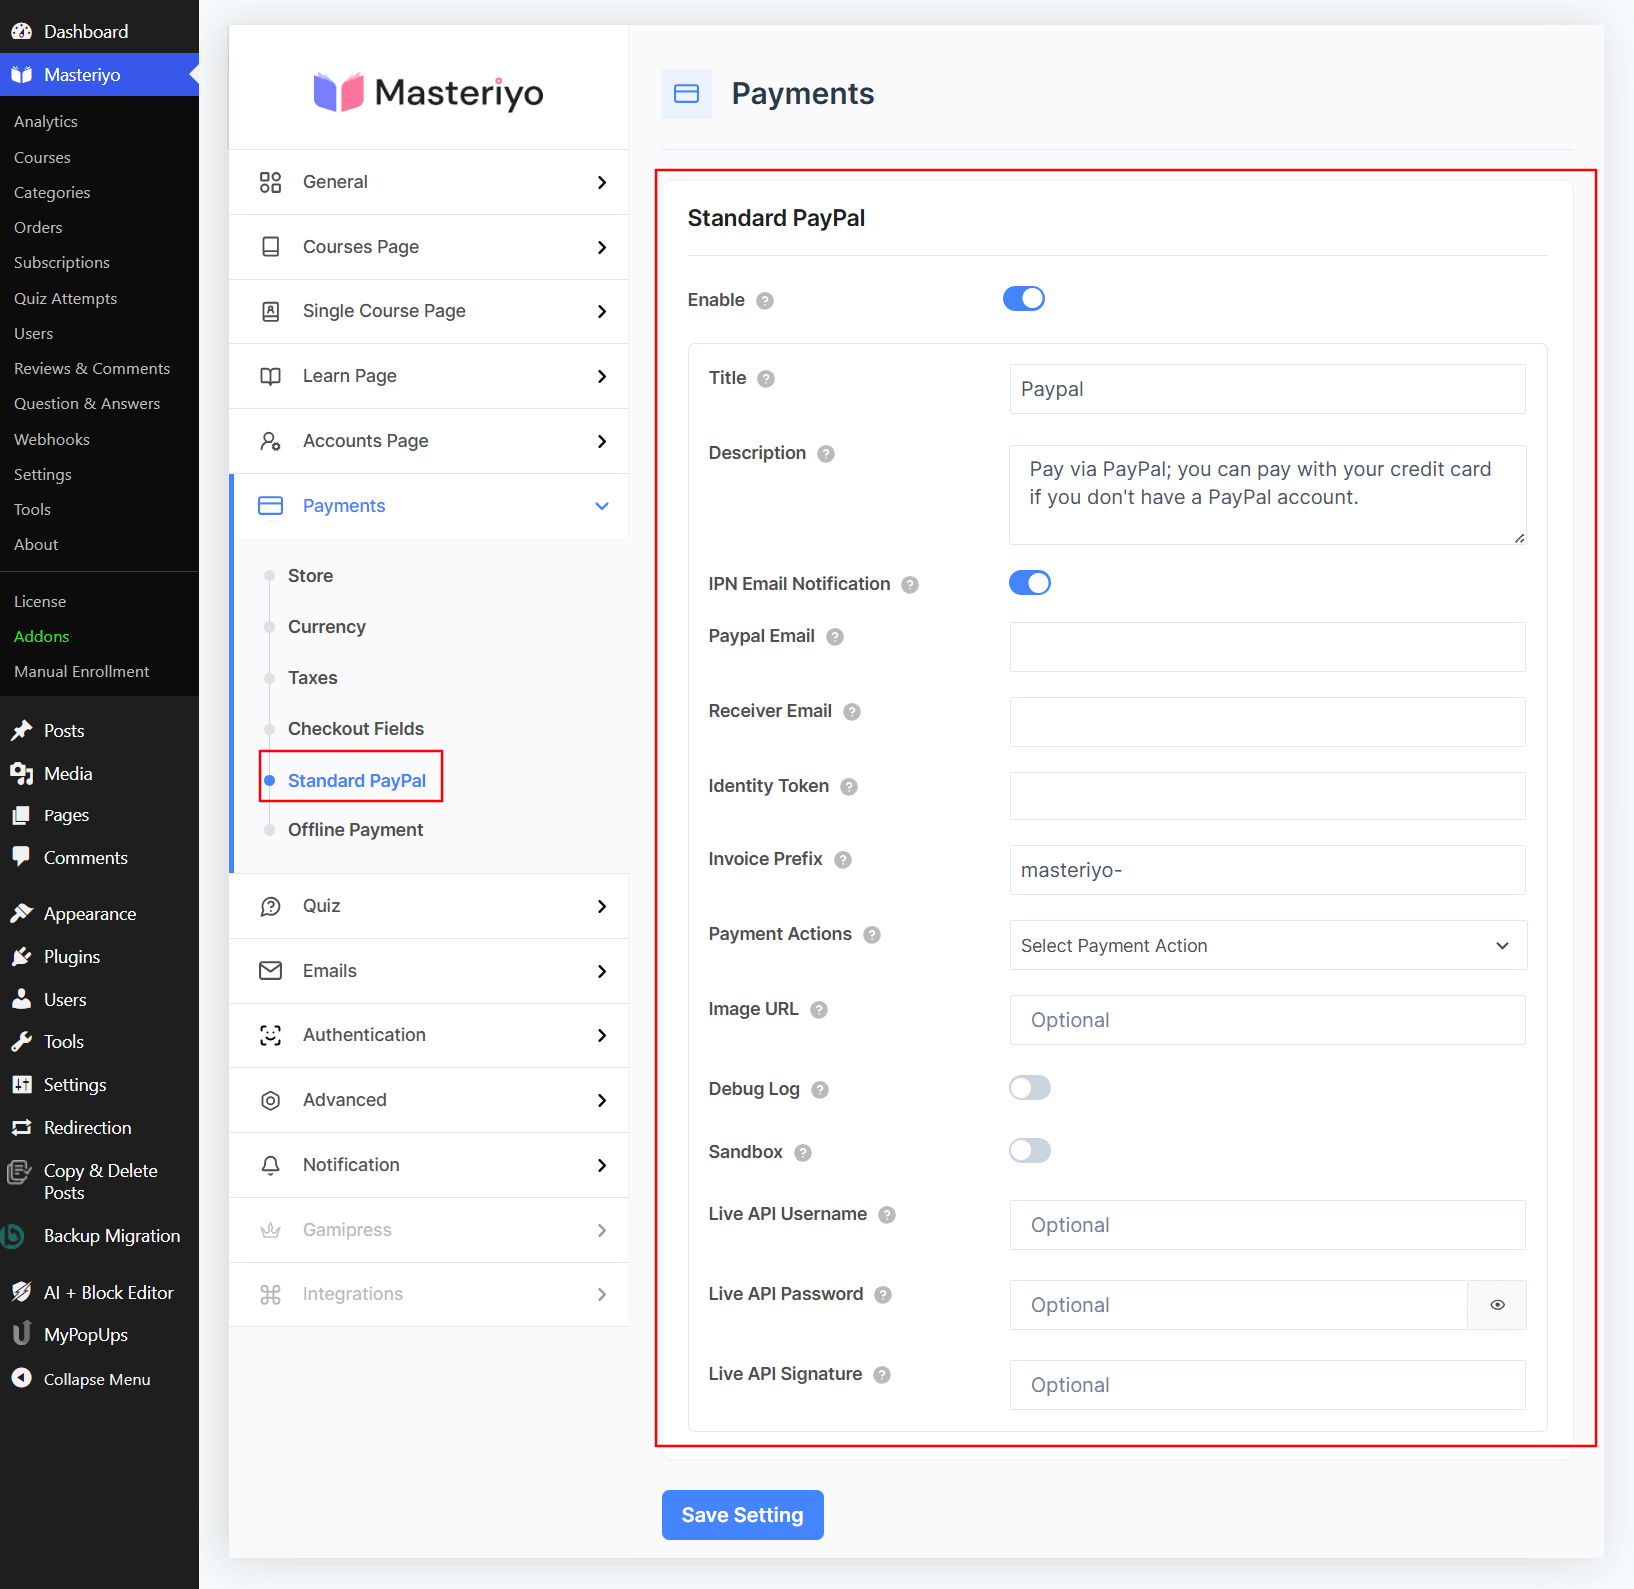 Dashboard
Masteriyo
Analytics
Courses
Categories
Orders
Subscriptions
Quiz Attempts
Users
Reviews & Comments
Question & Answers
Webhooks
Settings
Tools
About
License
Addons
Manual Enrollment
Posts
Media
Pages
Comments
Appearance
Plugins
Users
Tools
Settings
Redirection
Copy & Delete
Posts
Backup Migration
AI + Block Editor
MyPopUps
Collapse Menu
Masteriyo
General
Courses Page
Single Course Page
Learn Page
Accounts Page
Payments
Store
Currency
Taxes
Checkout Fields
Standard PayPal
Offline Payment
Quiz
Emails
Authentication
Advanced
Notification
Gamipress
Integrations
Payments
Standard PayPal
Enable
Title
Paypal
Description
Pay via PayPal; you can pay with your credit card
if you don't have a PayPal account.
IPN Email Notification
Paypal Email
Receiver Email
Identity Token
Invoice Prefix
masteriyo-
Payment Actions
Select Payment Action
Image URL
Optional
Debug Log
Sandbox
Live API Username
Optional
Live API Password
Optional
Live API Signature
Optional
Save Setting